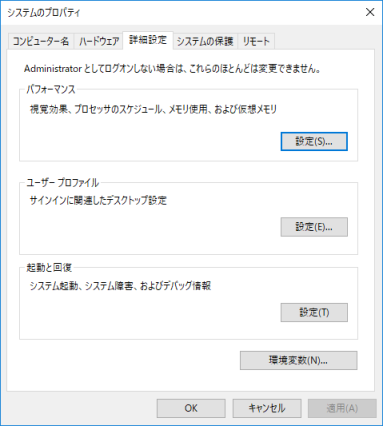 システムのプロパティ
コンピューター名 ハードウェア 詳細設定 システムの保護 リモート
Administrator としてログオンしない場合は、これらのほとんどは変更できません。
パフォーマンス
視覚効果、プロセッサのスケジュール、メモリ使用、および仮想メモリ
設定(S)...
ユーザー プロファイル
サインインに関連したデスクトップ設定
設定(E)...
起動と回復
システム起動、システム障害、およびデバッグ情報
設定(T)
環境変数(N)...
OK キャンセル 適用(A)